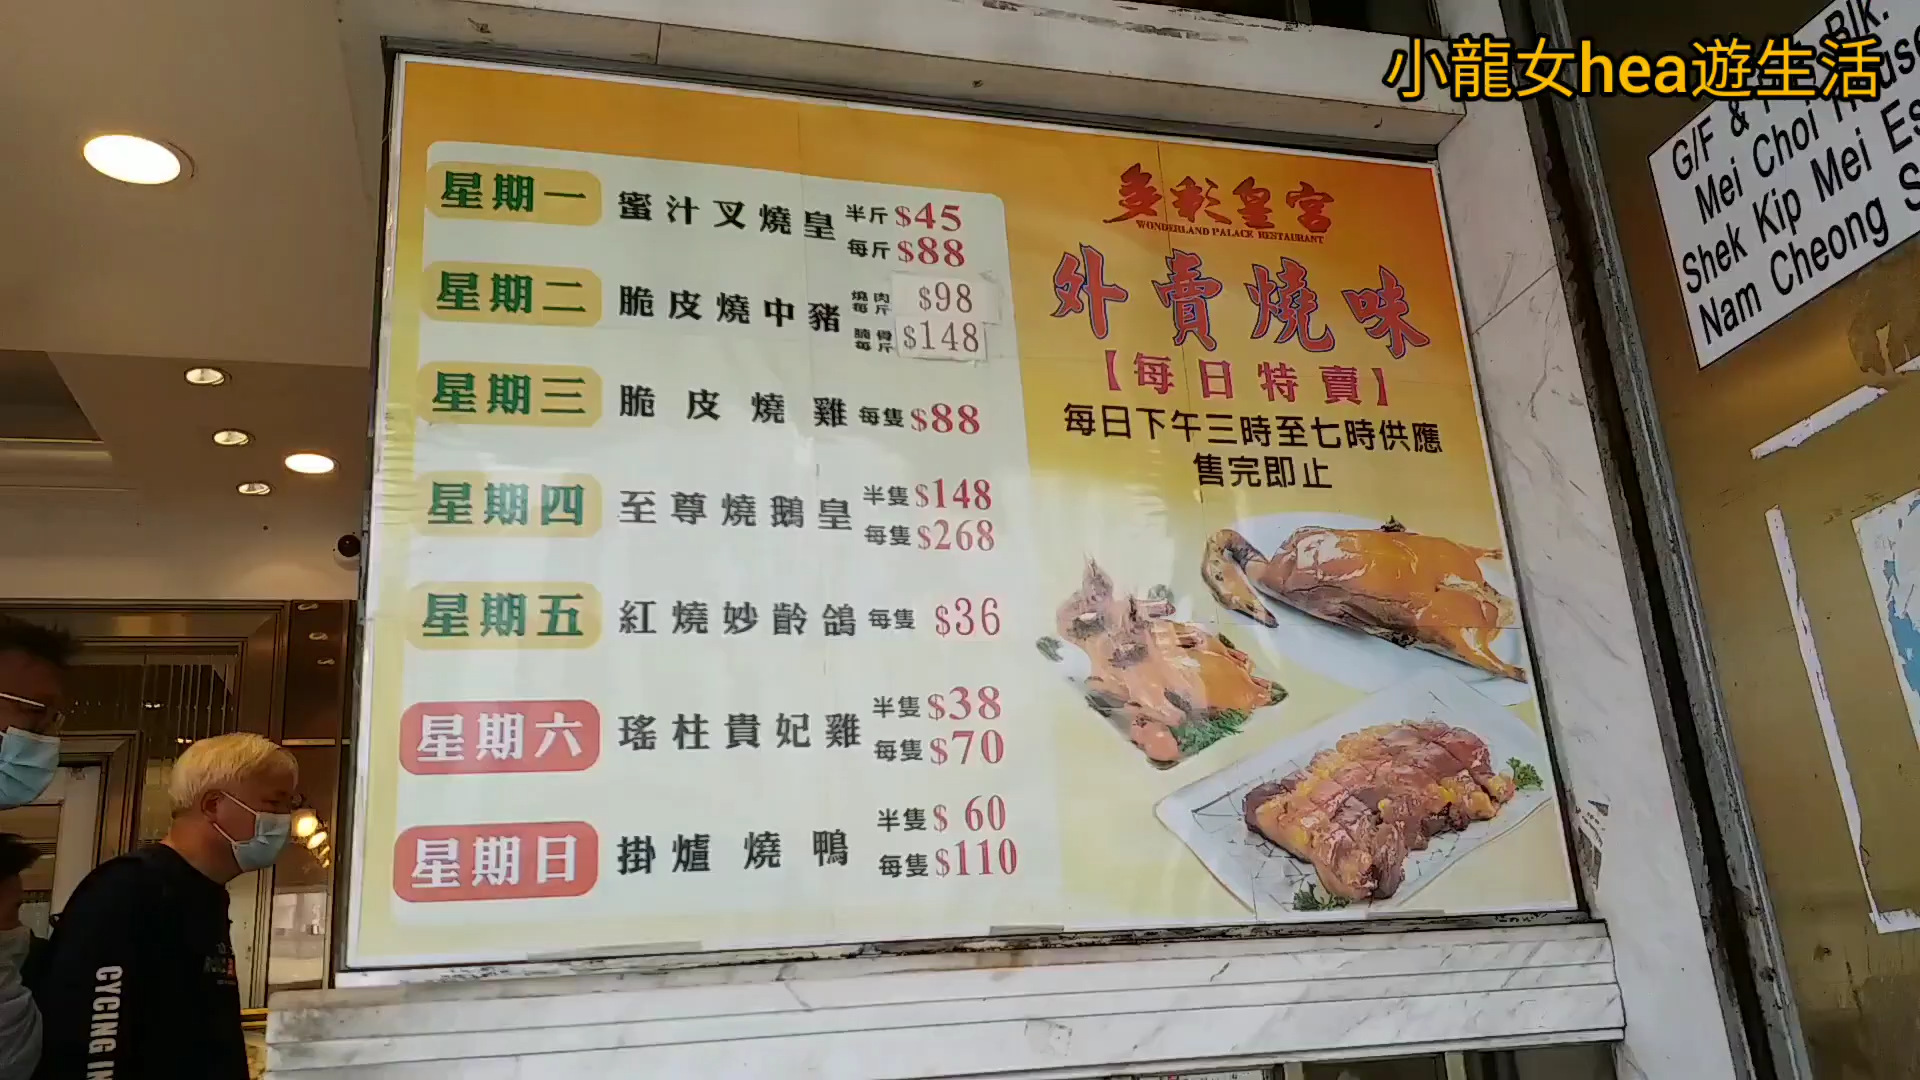 小龍女hea遊生活
星期一 蜜汁叉燒皇 半斤 $45
每斤 $88
星期二 脆皮燒中豬 燒肉每斤 $98
腩骨每斤 $148
星期三 脆皮燒雞 每隻 $88
星期四 至尊燒鵝皇 半隻 $148
每隻 $268
星期五 紅燒妙齡鴿 每隻 $36
星期六 瑤柱貴妃雞 半隻 $38
每隻 $70
星期日 掛爐燒鴨 半隻 $ 60
每隻 $110
多彩皇宮
WONDERLAND PALACE RESTAURANT
外賣燒味
【每日特賣】
每日下午三時至七時供應
售完即止
Blk.
G/F &
Mei Choi House
Shek Kip Mei Es
Nam Cheong S
CYCING IN